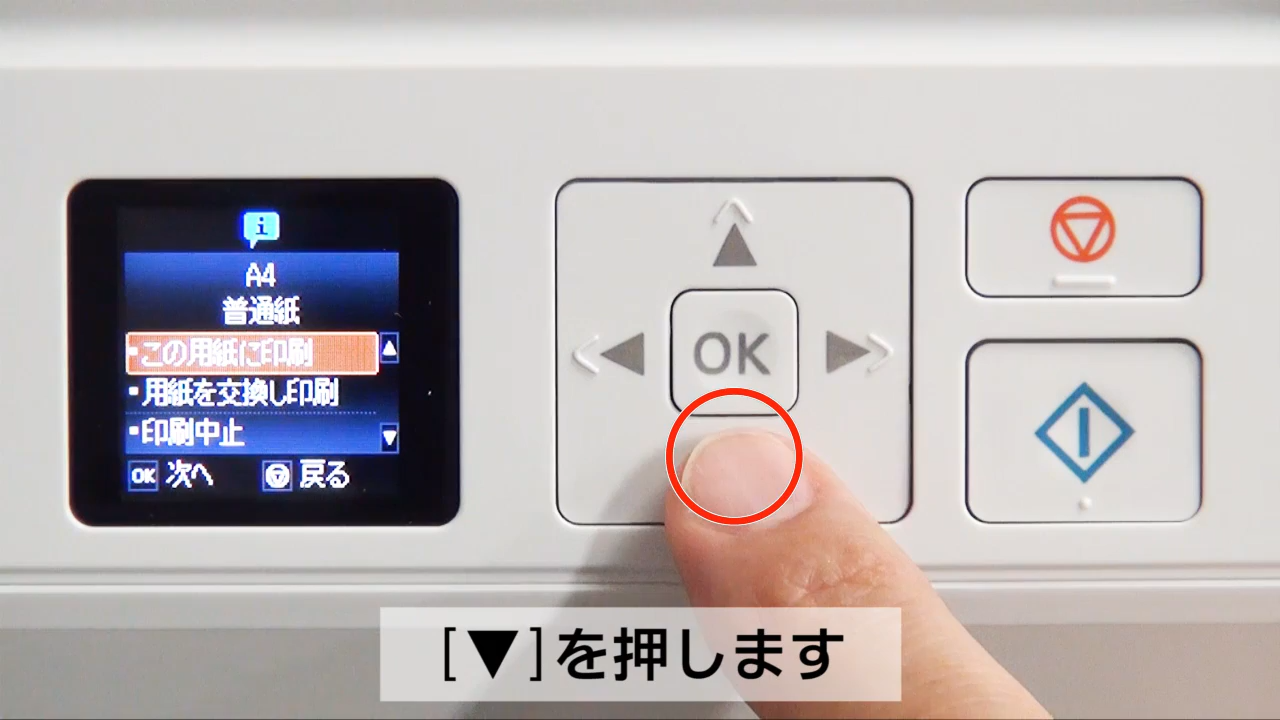 A4
普通紙
・この用紙に印刷
・用紙を交換し印刷
・印刷中止
OK 次へ 戻る
OK
[▼]を押します